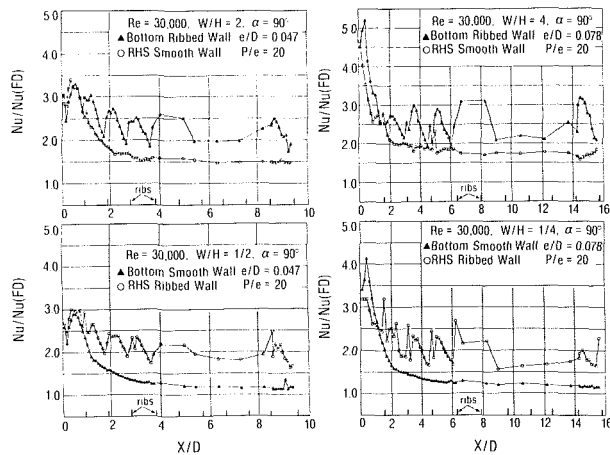 Re = 30,000, W/H = 2, α = 90°
▲ Bottom Ribbed Wall e/D = 0.047
○ RHS Smooth Wall P/e = 20
Nu/Nu(FD)
5.0
4.0
3.0
2.0
1.0
ribs
0 2 4 6 8 10
Re = 30,000, W/H = 4, α = 90°
▲ Bottom Ribbed Wall e/D = 0.078
○ RHS Smooth Wall P/e = 20
Nu/Nu(FD)
5.0
4.0
3.0
2.0
1.0
ribs
0 2 4 6 8 10 12 14 16
Re = 30,000, W/H = 1/2, α = 90°
▲ Bottom Smooth Wall e/D = 0.047
○ RHS Ribbed Wall P/e = 20
Nu/Nu(FD)
5.0
4.0
3.0
2.0
1.0
ribs
0 2 4 6 8 10
X/D
Re = 30,000, W/H = 1/4, α = 90°
▲ Bottom Smooth Wall e/D = 0.078
○ RHS Ribbed Wall P/e = 20
Nu/Nu(FD)
5.0
4.0
3.0
2.0
1.0
ribs
0 2 4 6 8 10 12 14 16
X/D